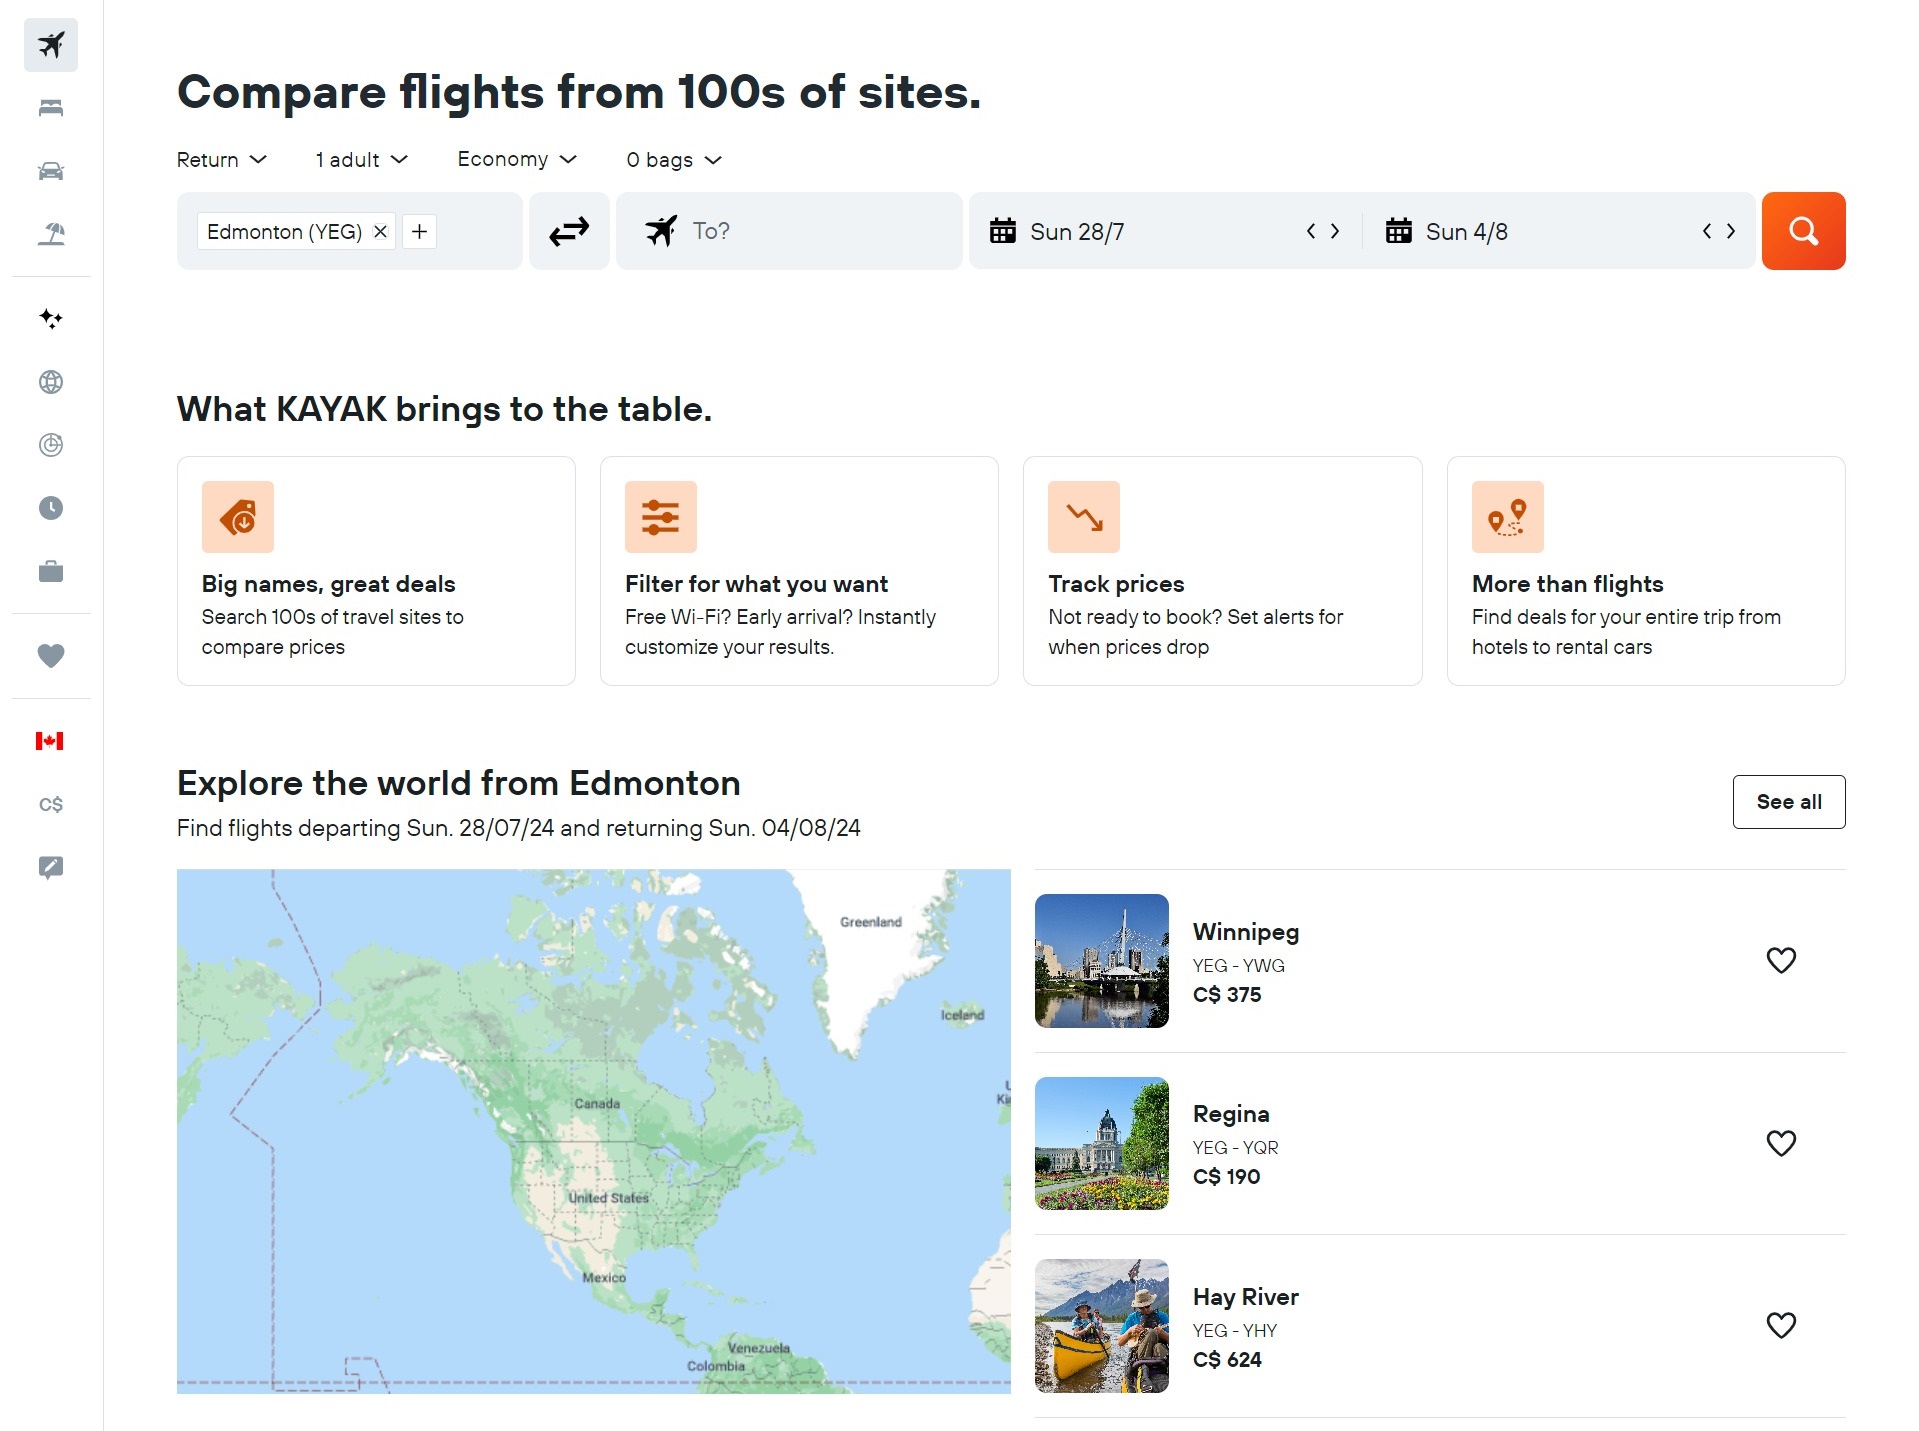 Compare flights from 100s of sites.
Return
1 adult
Economy
0 bags
Edmonton (YEG)
To?
Sun 28/7
Sun 4/8
What KAYAK brings to the table.
Big names, great deals
Search 100s of travel sites to
compare prices
Filter for what you want
Free Wi-Fi? Early arrival? Instantly
customize your results.
Track prices
Not ready to book? Set alerts for
when prices drop
More than flights
Find deals for your entire trip from
hotels to rental cars
C$
Explore the world from Edmonton
Find flights departing Sun. 28/07/24 and returning Sun. 04/08/24
See all
Greenland
Iceland
Canada
United States
Mexico
Venezuela
Colombia
Winnipeg
YEG - YWG
C$ 375
Regina
YEG - YQR
C$ 190
Hay River
YEG - YHY
C$ 624